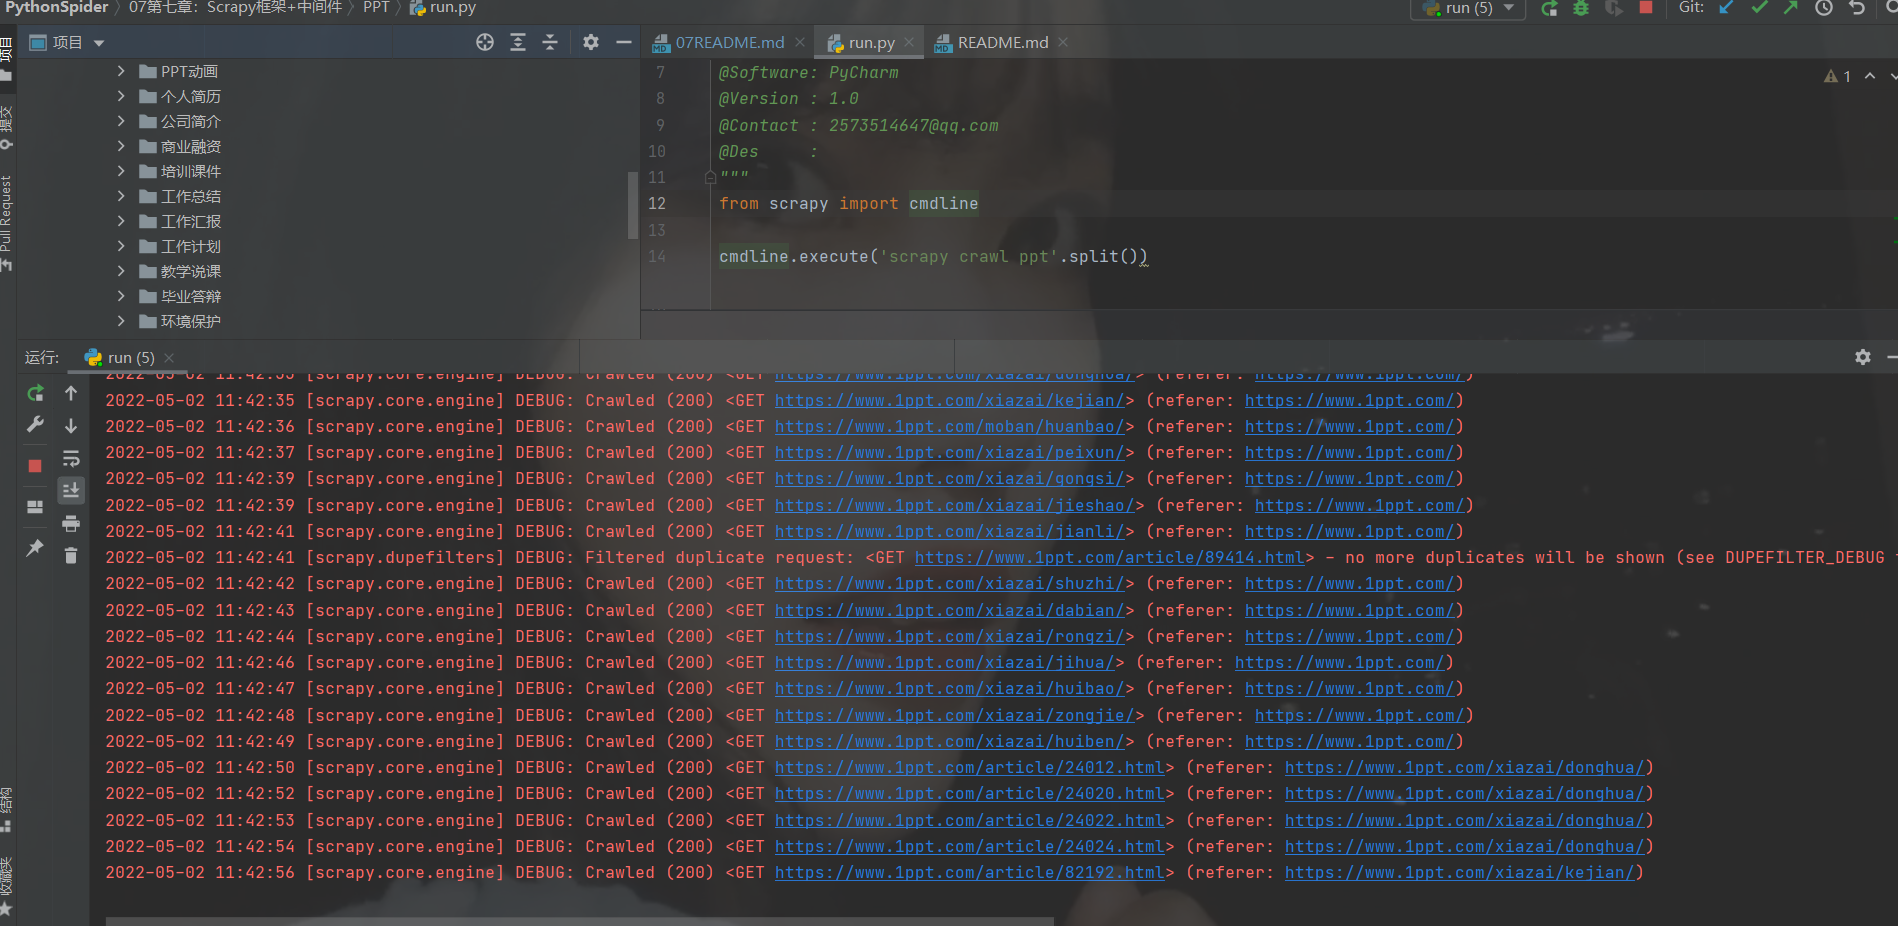 PythonSpider 〉 07第七章：Scrapy框架+中间件 〉 PPT 〉 run.py
run (5)
Git:
项目
项目
07README.md
run.py
README.md
提交
Pull Request
结构
收藏夹
PPT动画
个人简历
公司简介
商业融资
培训课件
工作总结
工作汇报
工作计划
教学说课
毕业答辩
环境保护
7 @Software: PyCharm
8 @Version : 1.0
9 @Contact : 2573514647@qq.com
10 @Des     :
11 """
12 from scrapy import cmdline
13
14 cmdline.execute('scrapy crawl ppt'.split())
1
运行: run (5)
2022-05-02 11:42:35 [scrapy.core.engine] DEBUG: Crawled (200) <GET https://www.1ppt.com/xiazai/donghua/> (referer: https://www.1ppt.com/)
2022-05-02 11:42:35 [scrapy.core.engine] DEBUG: Crawled (200) <GET https://www.1ppt.com/xiazai/kejian/> (referer: https://www.1ppt.com/)
2022-05-02 11:42:36 [scrapy.core.engine] DEBUG: Crawled (200) <GET https://www.1ppt.com/moban/huanbao/> (referer: https://www.1ppt.com/)
2022-05-02 11:42:37 [scrapy.core.engine] DEBUG: Crawled (200) <GET https://www.1ppt.com/xiazai/peixun/> (referer: https://www.1ppt.com/)
2022-05-02 11:42:39 [scrapy.core.engine] DEBUG: Crawled (200) <GET https://www.1ppt.com/xiazai/gongsi/> (referer: https://www.1ppt.com/)
2022-05-02 11:42:39 [scrapy.core.engine] DEBUG: Crawled (200) <GET https://www.1ppt.com/xiazai/jieshao/> (referer: https://www.1ppt.com/)
2022-05-02 11:42:41 [scrapy.core.engine] DEBUG: Crawled (200) <GET https://www.1ppt.com/xiazai/jianli/> (referer: https://www.1ppt.com/)
2022-05-02 11:42:41 [scrapy.dupefilters] DEBUG: Filtered duplicate request: <GET https://www.1ppt.com/article/89414.html> - no more duplicates will be shown (see DUPEFILTER_DEBUG
2022-05-02 11:42:42 [scrapy.core.engine] DEBUG: Crawled (200) <GET https://www.1ppt.com/xiazai/shuzhi/> (referer: https://www.1ppt.com/)
2022-05-02 11:42:43 [scrapy.core.engine] DEBUG: Crawled (200) <GET https://www.1ppt.com/xiazai/dabian/> (referer: https://www.1ppt.com/)
2022-05-02 11:42:44 [scrapy.core.engine] DEBUG: Crawled (200) <GET https://www.1ppt.com/xiazai/rongzi/> (referer: https://www.1ppt.com/)
2022-05-02 11:42:46 [scrapy.core.engine] DEBUG: Crawled (200) <GET https://www.1ppt.com/xiazai/jihua/> (referer: https://www.1ppt.com/)
2022-05-02 11:42:47 [scrapy.core.engine] DEBUG: Crawled (200) <GET https://www.1ppt.com/xiazai/huibao/> (referer: https://www.1ppt.com/)
2022-05-02 11:42:48 [scrapy.core.engine] DEBUG: Crawled (200) <GET https://www.1ppt.com/xiazai/zongjie/> (referer: https://www.1ppt.com/)
2022-05-02 11:42:49 [scrapy.core.engine] DEBUG: Crawled (200) <GET https://www.1ppt.com/xiazai/huiben/> (referer: https://www.1ppt.com/)
2022-05-02 11:42:50 [scrapy.core.engine] DEBUG: Crawled (200) <GET https://www.1ppt.com/article/24012.html> (referer: https://www.1ppt.com/xiazai/donghua/)
2022-05-02 11:42:52 [scrapy.core.engine] DEBUG: Crawled (200) <GET https://www.1ppt.com/article/24020.html> (referer: https://www.1ppt.com/xiazai/donghua/)
2022-05-02 11:42:53 [scrapy.core.engine] DEBUG: Crawled (200) <GET https://www.1ppt.com/article/24022.html> (referer: https://www.1ppt.com/xiazai/donghua/)
2022-05-02 11:42:54 [scrapy.core.engine] DEBUG: Crawled (200) <GET https://www.1ppt.com/article/24024.html> (referer: https://www.1ppt.com/xiazai/donghua/)
2022-05-02 11:42:56 [scrapy.core.engine] DEBUG: Crawled (200) <GET https://www.1ppt.com/article/82192.html> (referer: https://www.1ppt.com/xiazai/kejian/)